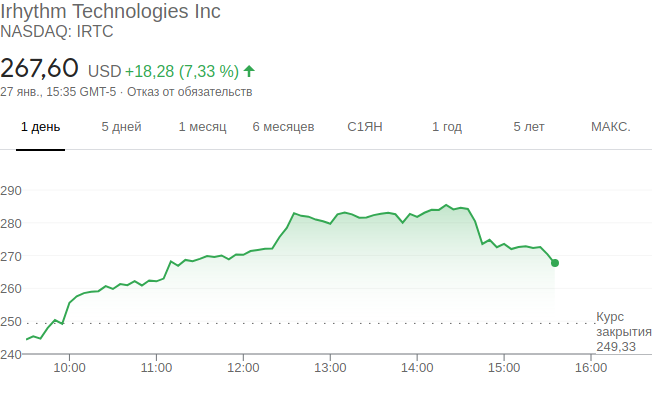 Irhythm Technologies Inc
NASDAQ: IRTC
267,60 USD +18,28 (7,33 %)
27 янв., 15:35 GMT-5 · Отказ от обязательств
1 день 5 дней 1 месяц 6 месяцев С1ЯН 1 год 5 лет МАКС.
290
280
270
260
250
240
Курс
закрытия
249,33
10:00 11:00 12:00 13:00 14:00 15:00 16:00